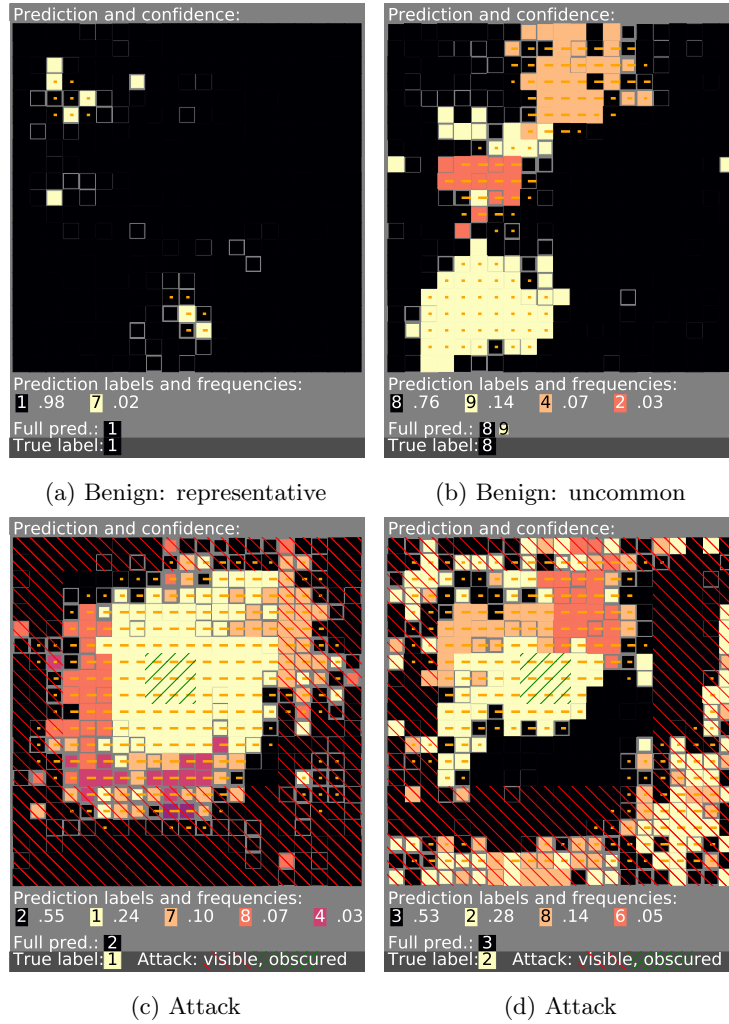 Prediction and confidence:
Prediction labels and frequencies:
1 .98 7 .02
Full pred.: 1
True label: 1
(a) Benign: representative
Prediction and confidence:
Prediction labels and frequencies:
8 .76 9 .14 4 .07 2 .03
Full pred.: 8 9
True label: 8
(b) Benign: uncommon
Prediction and confidence:
Prediction labels and frequencies:
2 .55 1 .24 7 .10 8 .07 4 .03
Full pred.: 2
True label: 1 Attack: visible, obscured
(c) Attack
Prediction and confidence:
Prediction labels and frequencies:
3 .53 2 .28 8 .14 6 .05
Full pred.: 3
True label: 2 Attack: visible, obscured
(d) Attack